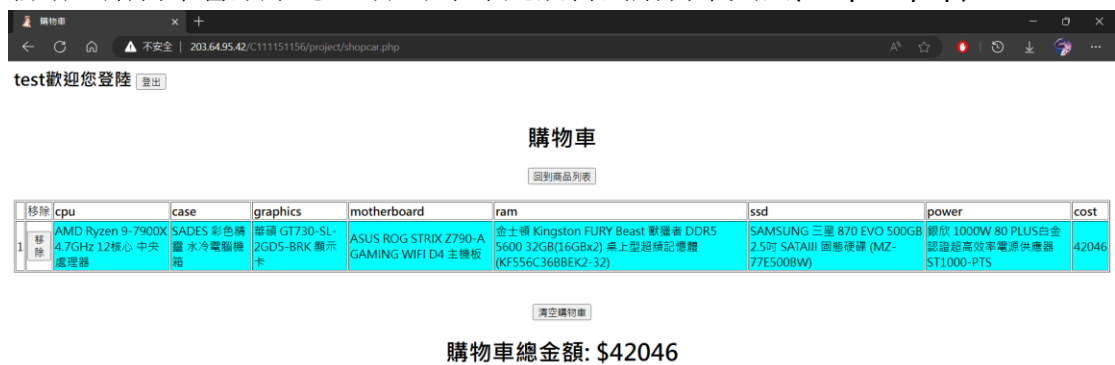 購物車
不安全 | 203.64.95.42/C111151156/project/shopcar.php
test歡迎您登陸 登出
購物車
回到商品列表
移除 cpu case graphics motherboard ram ssd power cost
1 移除 AMD Ryzen 9-7900X 4.7GHz 12核心 中央處理器 SADES 彩色精靈 水冷電腦機箱 華碩 GT730-SL-2GD5-BRK 顯示卡 ASUS ROG STRIX Z790-A GAMING WIFI D4 主機板 金士頓 Kingston FURY Beast 獸獵者 DDR5 5600 32GB(16GBx2) 桌上型超頻記憶體 (KF556C36BBEK2-32) SAMSUNG 三星 870 EVO 500GB 2.5吋 SATAIII 固態硬碟 (MZ-77E500BW) 銀欣 1000W 80 PLUS白金認證超高效率電源供應器 ST1000-PTS 42046
清空購物車
購物車總金額: $42046